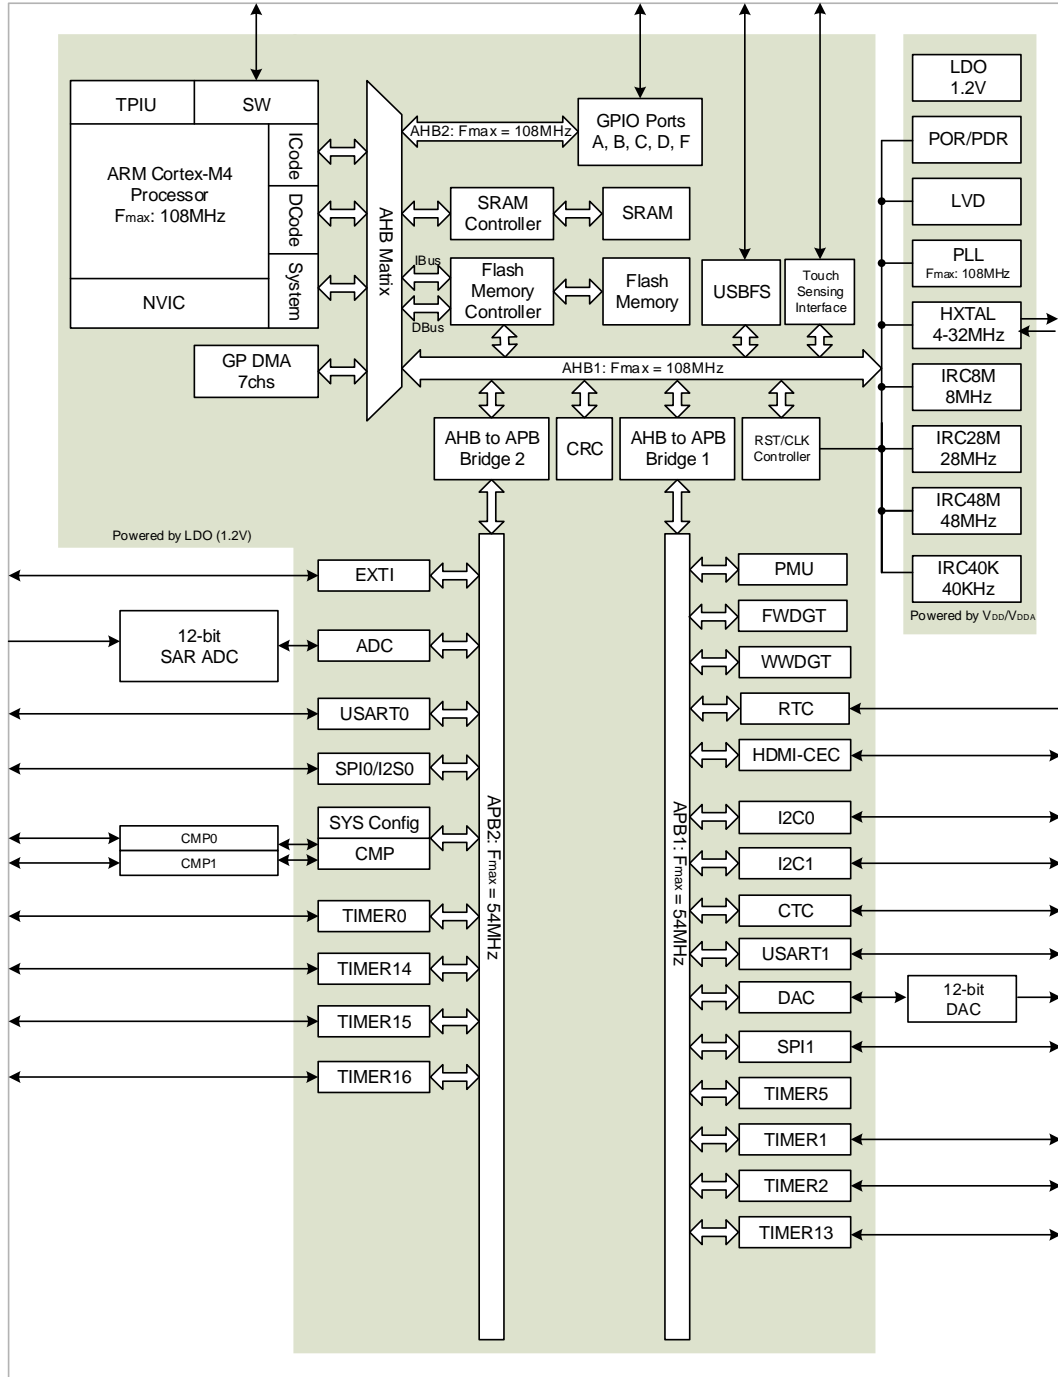 TPIU
SW
ARM Cortex-M4
Processor
Fmax: 108MHz
NVIC
ICode
DCode
System
GP DMA
7chs
AHB Matrix
AHB2: Fmax = 108MHz
GPIO Ports
A, B, C, D, F
SRAM
Controller
SRAM
IBus
DBus
Flash
Memory
Controller
Flash
Memory
USBFS
Touch
Sensing
Interface
AHB1: Fmax = 108MHz
AHB to APB
Bridge 2
CRC
AHB to APB
Bridge 1
RST/CLK
Controller
LDO
1.2V
POR/PDR
LVD
PLL
Fmax: 108MHz
HXTAL
4-32MHz
IRC8M
8MHz
IRC28M
28MHz
IRC48M
48MHz
IRC40K
40KHz
Powered by VDD/VDDA
Powered by LDO (1.2V)
EXTI
12-bit
SAR ADC
ADC
USART0
SPI0/I2S0
SYS Config
CMP0
CMP1
CMP
TIMER0
TIMER14
TIMER15
TIMER16
APB2: Fmax = 54MHz
APB1: Fmax = 54MHz
PMU
FWDGT
WWDGT
RTC
HDMI-CEC
I2C0
I2C1
CTC
USART1
DAC
12-bit
DAC
SPI1
TIMER5
TIMER1
TIMER2
TIMER13